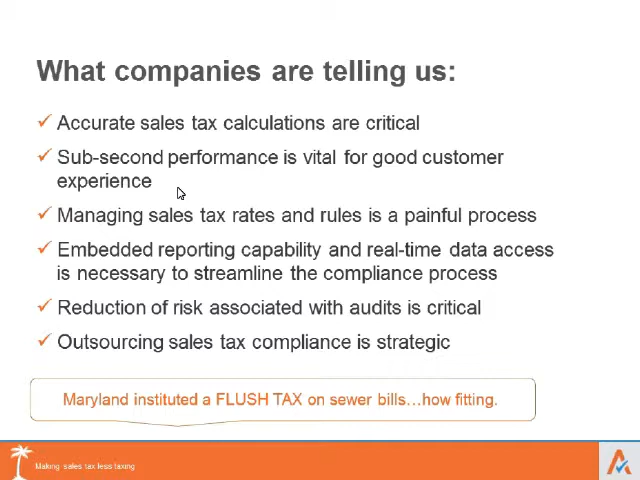 What companies are telling us:
Accurate sales tax calculations are critical
Sub-second performance is vital for good customer
experience
Managing sales tax rates and rules is a painful process
Embedded reporting capability and real-time data access
is necessary to streamline the compliance process
Reduction of risk associated with audits is critical
Outsourcing sales tax compliance is strategic
Maryland instituted a FLUSH TAX on sewer bills…how fitting.
Making sales tax less taxing